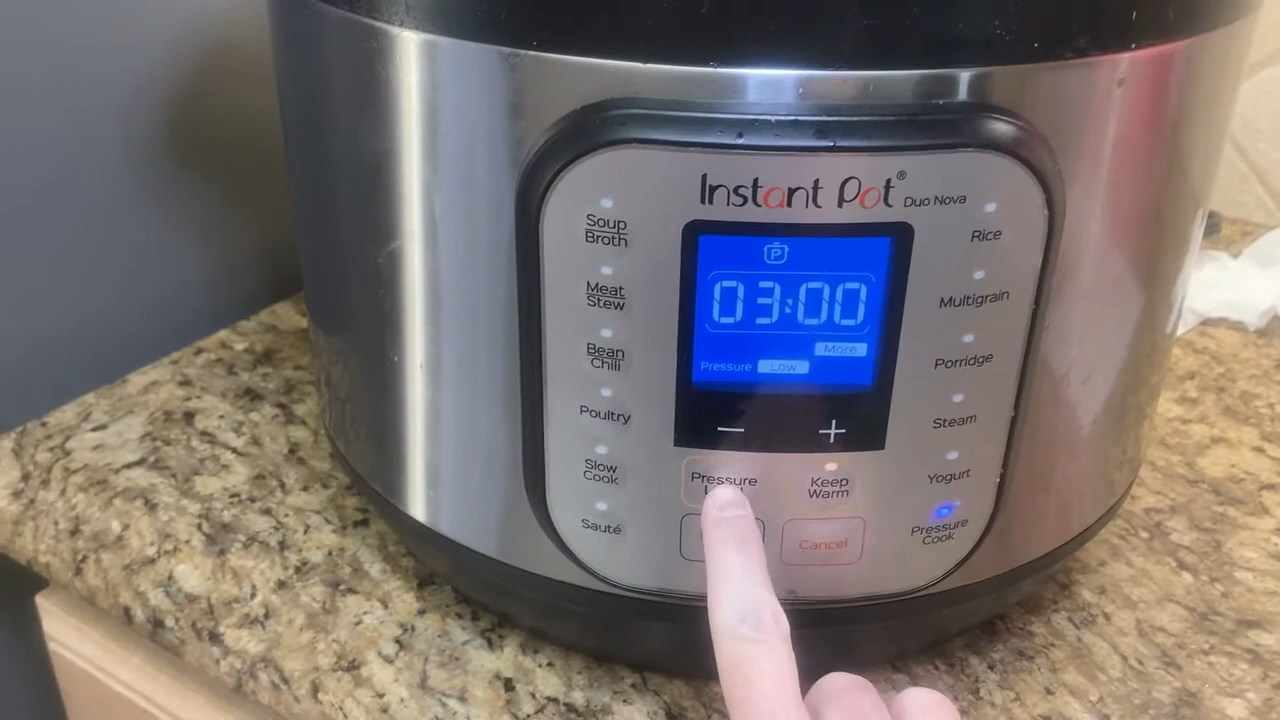 Instant Pot® Duo Nova
Soup
Broth
Meat
Stew
Bean
Chili
Poultry
Slow
Cook
Sauté
P
03:00
More
Pressure Low
− +
Pressure
Keep
Warm
Cancel
Rice
Multigrain
Porridge
Steam
Yogurt
Pressure
Cook